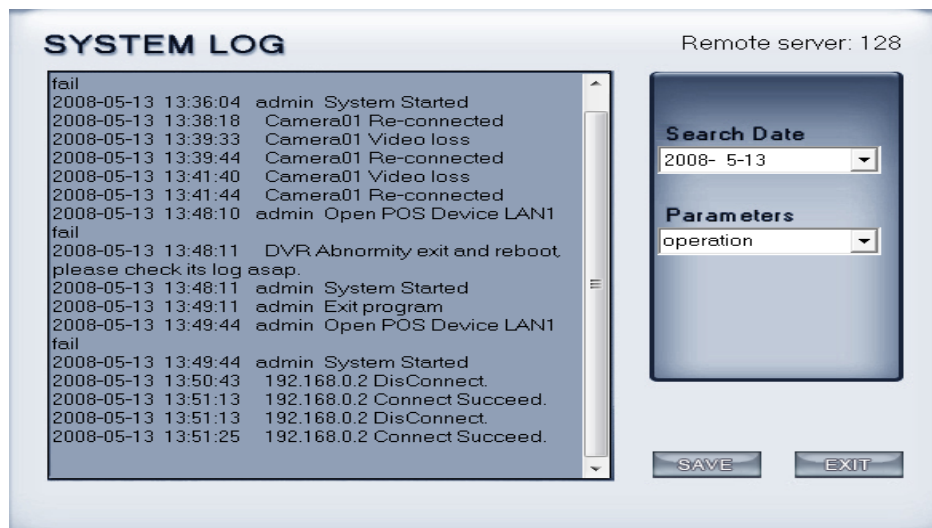 SYSTEM LOG
Remote server: 128
fail
2008-05-13 13:36:04 admin System Started
2008-05-13 13:38:18 Camera01 Re-connected
2008-05-13 13:39:33 Camera01 Video loss
2008-05-13 13:39:44 Camera01 Re-connected
2008-05-13 13:41:40 Camera01 Video loss
2008-05-13 13:41:44 Camera01 Re-connected
2008-05-13 13:48:10 admin Open POS Device LAN1
fail
2008-05-13 13:48:11 DVR Abnormity exit and reboot,
please check its log asap.
2008-05-13 13:48:11 admin System Started
2008-05-13 13:49:11 admin Exit program
2008-05-13 13:49:44 admin Open POS Device LAN1
fail
2008-05-13 13:49:44 admin System Started
2008-05-13 13:50:43 192.168.0.2 DisConnect.
2008-05-13 13:51:13 192.168.0.2 Connect Succeed.
2008-05-13 13:51:13 192.168.0.2 DisConnect.
2008-05-13 13:51:25 192.168.0.2 Connect Succeed.
Search Date
2008- 5-13
Parameters
operation
SAVE
EXIT